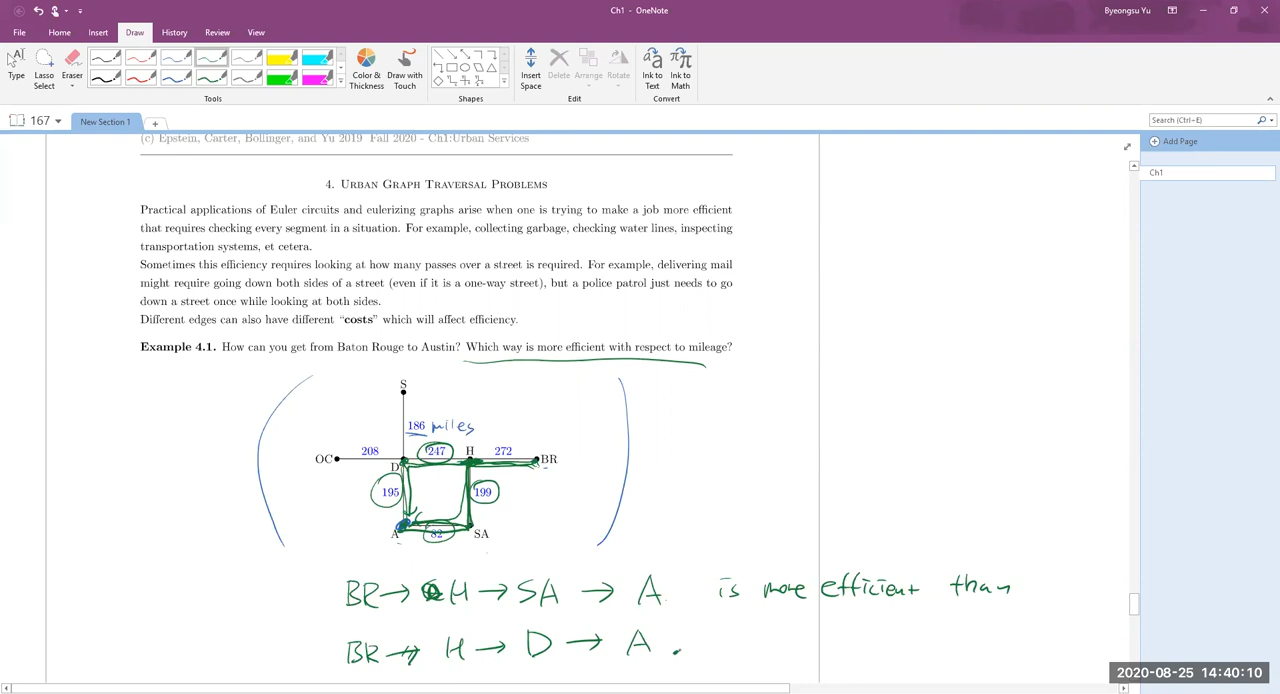 Ch1 - OneNote
Byeongsu Yu
File Home Insert Draw History Review View
Type
Lasso Select
Eraser
Color & Thickness
Draw with Touch
Insert Space
Delete
Arrange
Rotate
Ink to Text
Ink to Math
Tools
Shapes
Edit
Convert
167
New Section 1
Search (Ctrl+E)
Add Page
Ch1
(c) Epstein, Carter, Bollinger, and Yu 2019 Fall 2020 - Ch1:Urban Services
4. Urban Graph Traversal Problems
Practical applications of Euler circuits and eulerizing graphs arise when one is trying to make a job more efficient
that requires checking every segment in a situation. For example, collecting garbage, checking water lines, inspecting
transportation systems, et cetera.
Sometimes this efficiency requires looking at how many passes over a street is required. For example, delivering mail
might require going down both sides of a street (even if it is a one-way street), but a police patrol just needs to go
down a street once while looking at both sides.
Different edges can also have different “costs” which will affect efficiency.
Example 4.1. How can you get from Baton Rouge to Austin? Which way is more efficient with respect to mileage?
S
186 miles
OC 208 D 247 H 272 BR
195 199
A 82 SA
BR → H → SA → A is more efficient than
BR → H → D → A .
2020-08-25 14:40:10